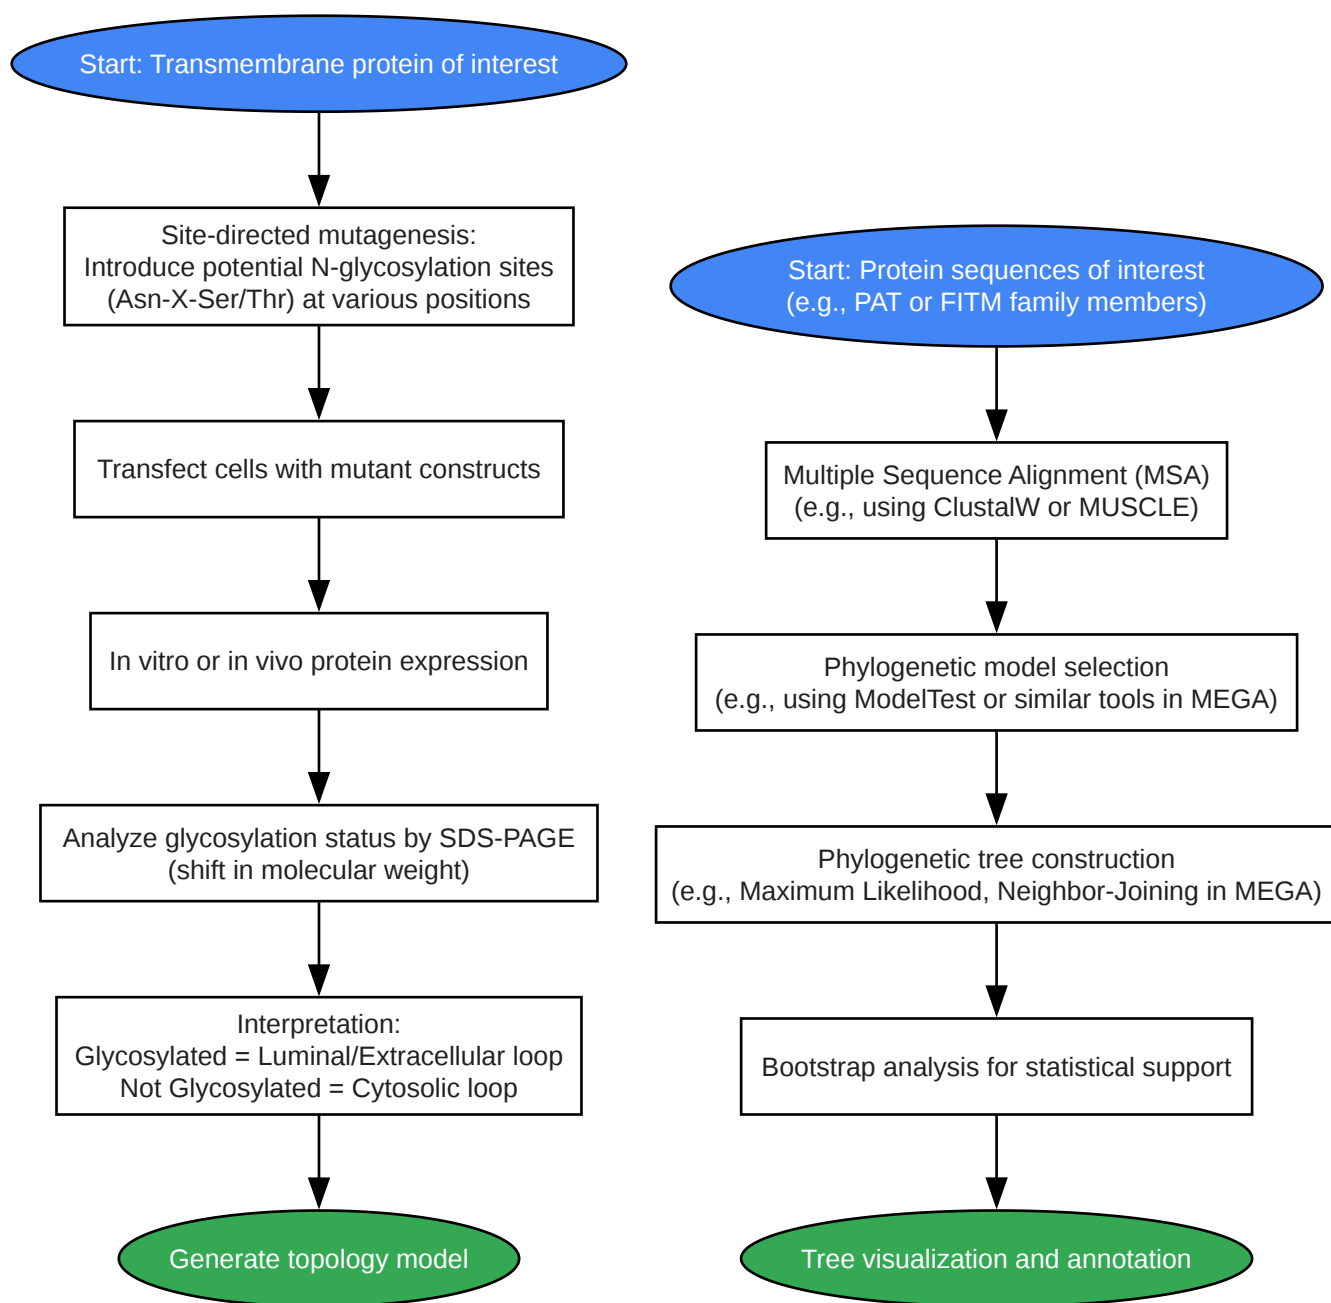 Start: Transmembrane protein of interest
Site-directed mutagenesis:
Introduce potential N-glycosylation sites
(Asn-X-Ser/Thr) at various positions
Transfect cells with mutant constructs
In vitro or in vivo protein expression
Analyze glycosylation status by SDS-PAGE
(shift in molecular weight)
Interpretation:
Glycosylated = Luminal/Extracellular loop
Not Glycosylated = Cytosolic loop
Generate topology model
Start: Protein sequences of interest
(e.g., PAT or FITM family members)
Multiple Sequence Alignment (MSA)
(e.g., using ClustalW or MUSCLE)
Phylogenetic model selection
(e.g., using ModelTest or similar tools in MEGA)
Phylogenetic tree construction
(e.g., Maximum Likelihood, Neighbor-Joining in MEGA)
Bootstrap analysis for statistical support
Tree visualization and annotation